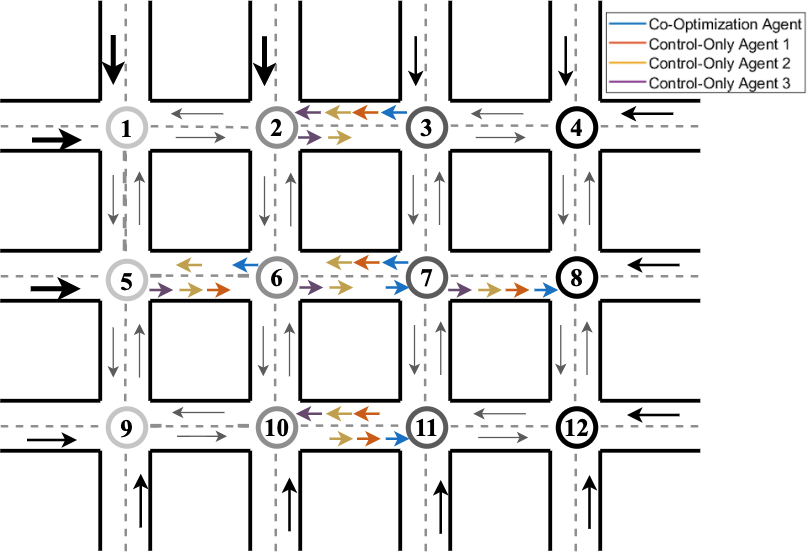 Co-Optimization Agent
Control-Only Agent 1
Control-Only Agent 2
Control-Only Agent 3
1 2 3 4
5 6 7 8
9 10 11 12